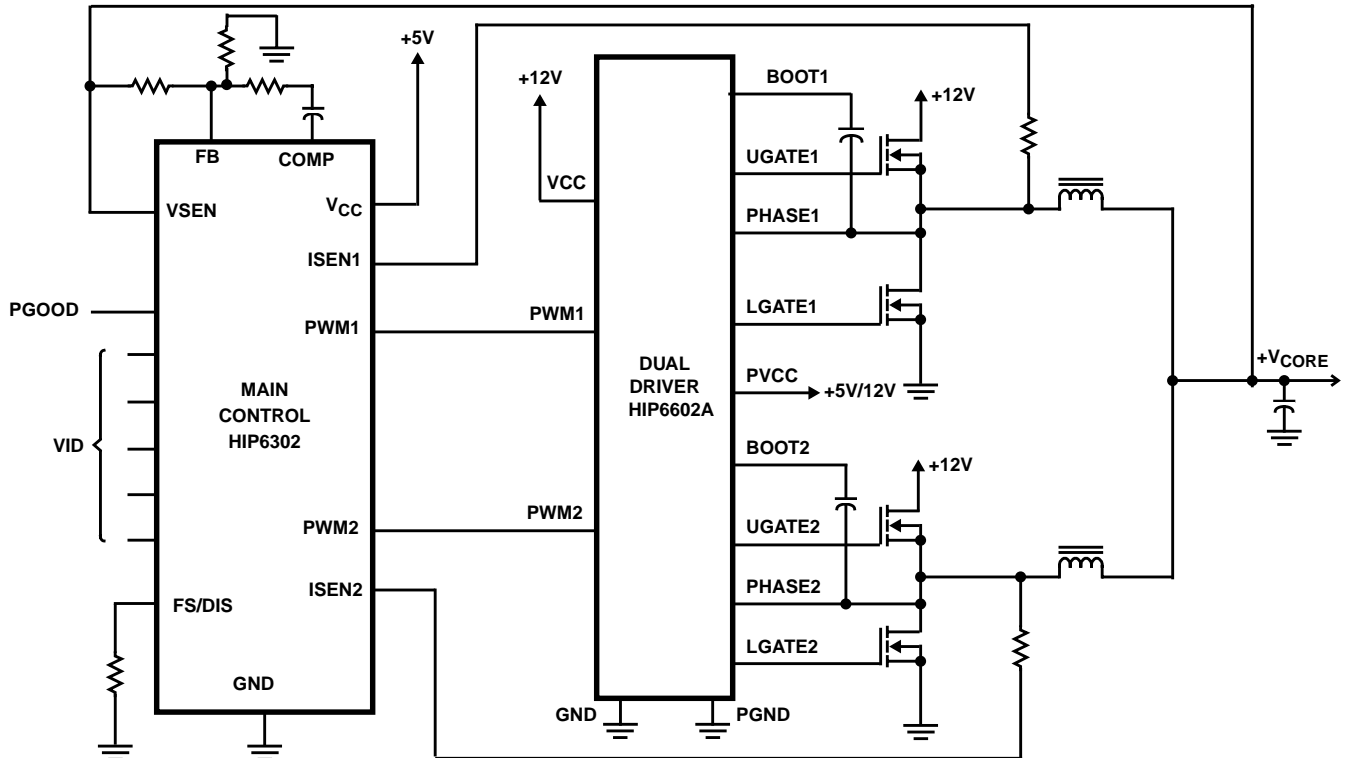 +5V
+12V
BOOT1
+12V
FB
COMP
UGATE1
VCC
VSEN
VCC
PHASE1
ISEN1
PGOOD
PWM1
PWM1
LGATE1
DUAL
DRIVER
HIP6602A
PVCC
+5V/12V
+VCORE
MAIN
CONTROL
HIP6302
VID
BOOT2
+12V
PWM2
PWM2
UGATE2
ISEN2
PHASE2
FS/DIS
LGATE2
GND
GND
PGND